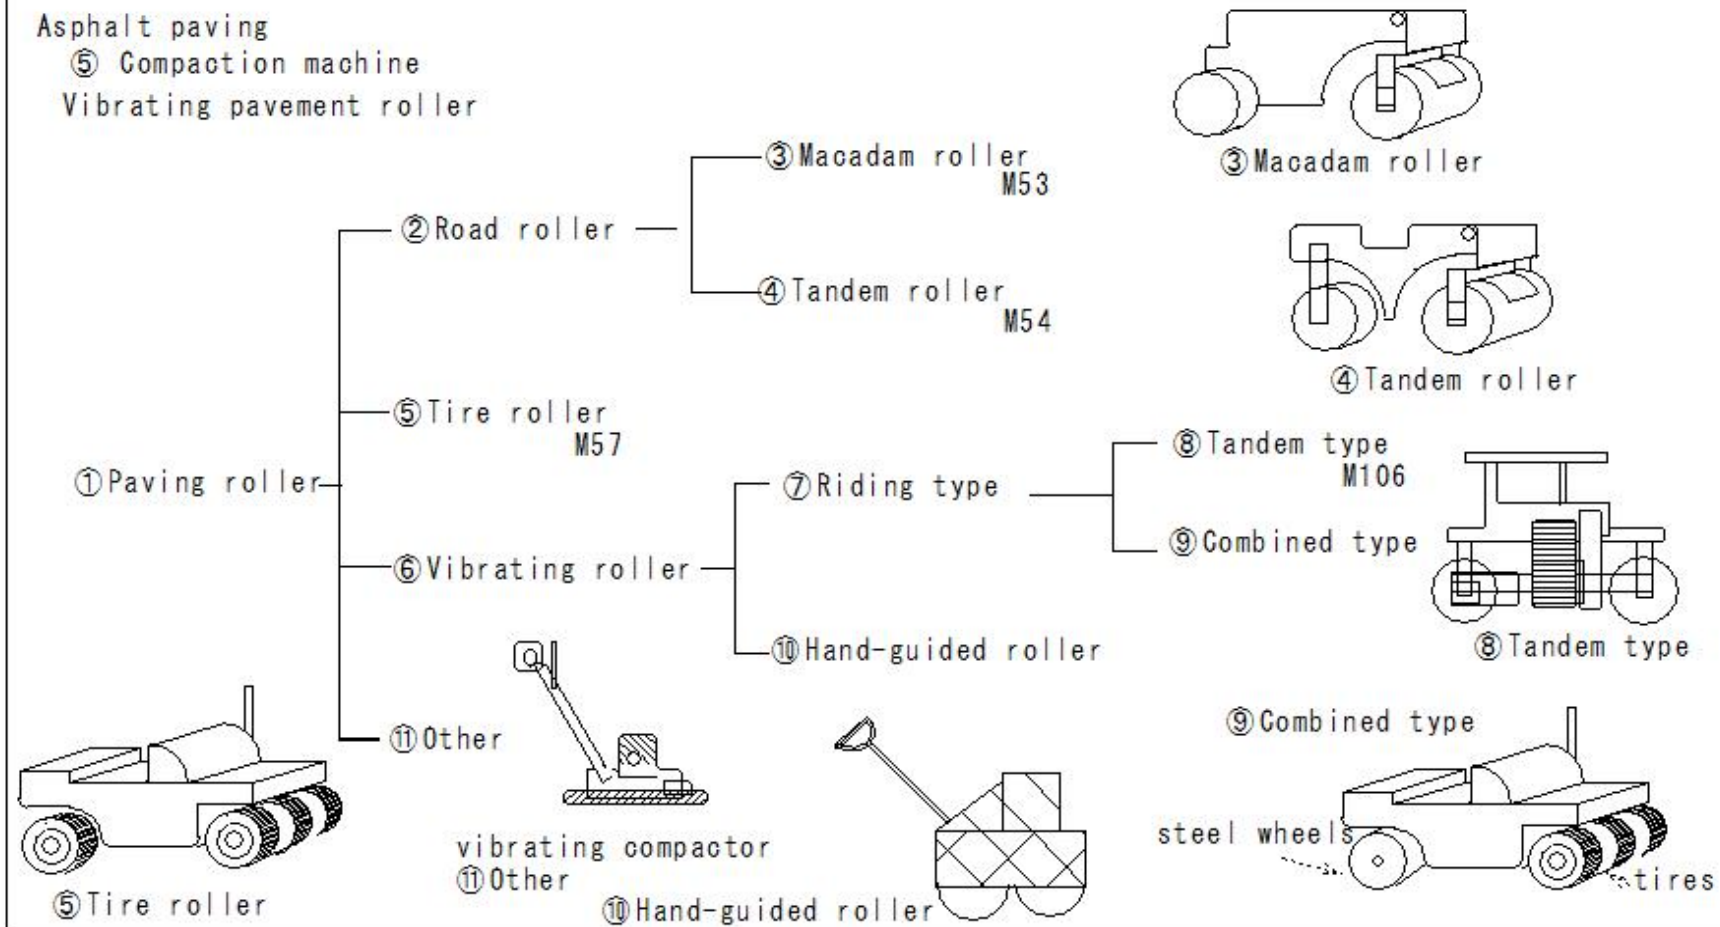 Asphalt paving
⑤ Compaction machine
Vibrating pavement roller
③Macadam roller
③Macadam roller
M53
②Road roller
④Tandem roller
M54
④Tandem roller
⑤Tire roller
M57
⑧Tandem type
M106
①Paving roller
⑦Riding type
⑨Combined type
⑥Vibrating roller
⑩Hand-guided roller
⑧Tandem type
⑪Other
⑨Combined type
steel wheels
vibrating compactor
⑪Other
tires
⑤Tire roller
⑩Hand-guided roller